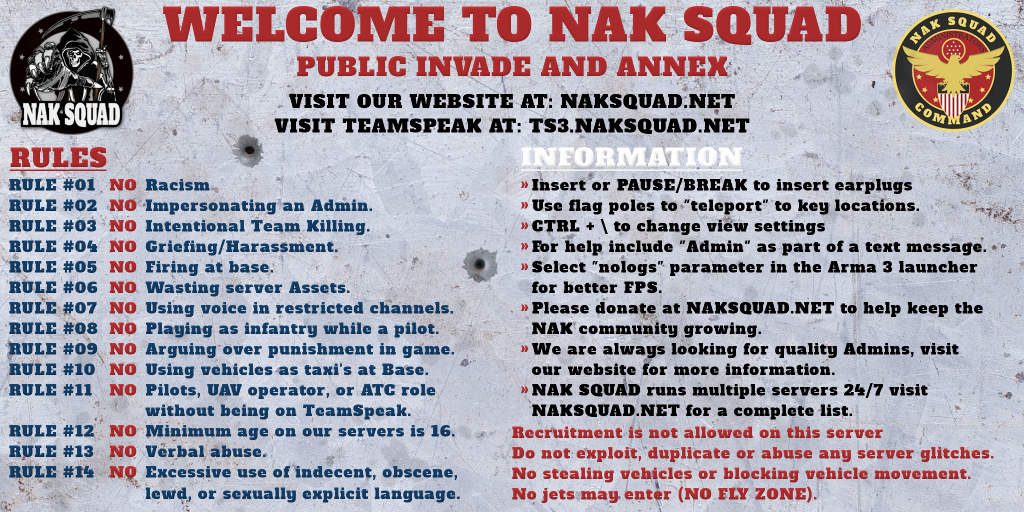 WELCOME TO NAK SQUAD
PUBLIC INVADE AND ANNEX
VISIT OUR WEBSITE AT: NAKSQUAD.NET
VISIT TEAMSPEAK AT: TS3.NAKSQUAD.NET
NAK SQUAD
NAK SQUAD
COMMAND
RULES
RULE #01 NO Racism
RULE #02 NO Impersonating an Admin.
RULE #03 NO Intentional Team Killing.
RULE #04 NO Griefing/Harassment.
RULE #05 NO Firing at base.
RULE #06 NO Wasting server Assets.
RULE #07 NO Using voice in restricted channels.
RULE #08 NO Playing as infantry while a pilot.
RULE #09 NO Arguing over punishment in game.
RULE #10 NO Using vehicles as taxi's at Base.
RULE #11 NO Pilots, UAV operator, or ATC role
without being on TeamSpeak.
RULE #12 NO Minimum age on our servers is 16.
RULE #13 NO Verbal abuse.
RULE #14 NO Excessive use of indecent, obscene,
lewd, or sexually explicit language.
INFORMATION
» Insert or PAUSE/BREAK to insert earplugs
» Use flag poles to "teleport" to key locations.
» CTRL + \ to change view settings
» For help include "Admin" as part of a text message.
» Select "nologs" parameter in the Arma 3 launcher
for better FPS.
» Please donate at NAKSQUAD.NET to help keep the
NAK community growing.
» We are always looking for quality Admins, visit
our website for more information.
» NAK SQUAD runs multiple servers 24/7 visit
NAKSQUAD.NET for a complete list.
Recruitment is not allowed on this server
Do not exploit, duplicate or abuse any server glitches.
No stealing vehicles or blocking vehicle movement.
No jets may enter (NO FLY ZONE).